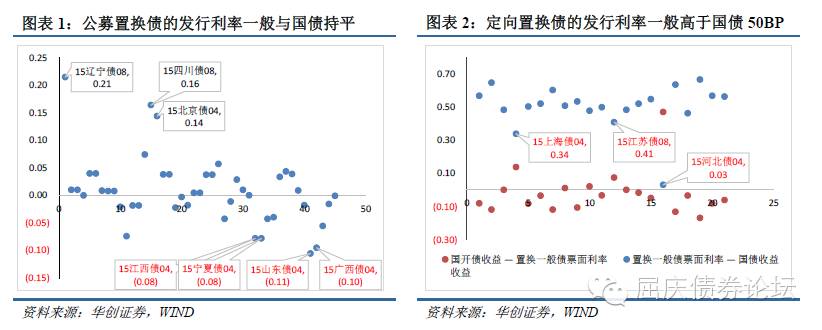 图表 1：公募置换债的发行利率一般与国债持平
0.25
0.20
0.15
0.10
0.05
0.00
(0.05)
(0.10)
(0.15)
0
10
20
30
40
50
15辽宁债08,
0.21
15四川债08,
0.16
15北京债04,
0.14
15江西债04,
(0.08)
15宁夏债04,
(0.08)
15山东债04,
(0.11)
15广西债04,
(0.10)
资料来源：华创证券，WIND
图表 2：定向置换债的发行利率一般高于国债 50BP
0.70
0.50
0.30
0.10
(0.10)
(0.30)
0
5
10
15
20
25
15上海债04,
0.34
15江苏债08,
0.41
15河北债04,
0.03
国开债收益 — 置换一般债票面利率
收益
置换一般债票面利率 — 国债收益
资料来源：华创证券，WIND
屈庆债券论坛